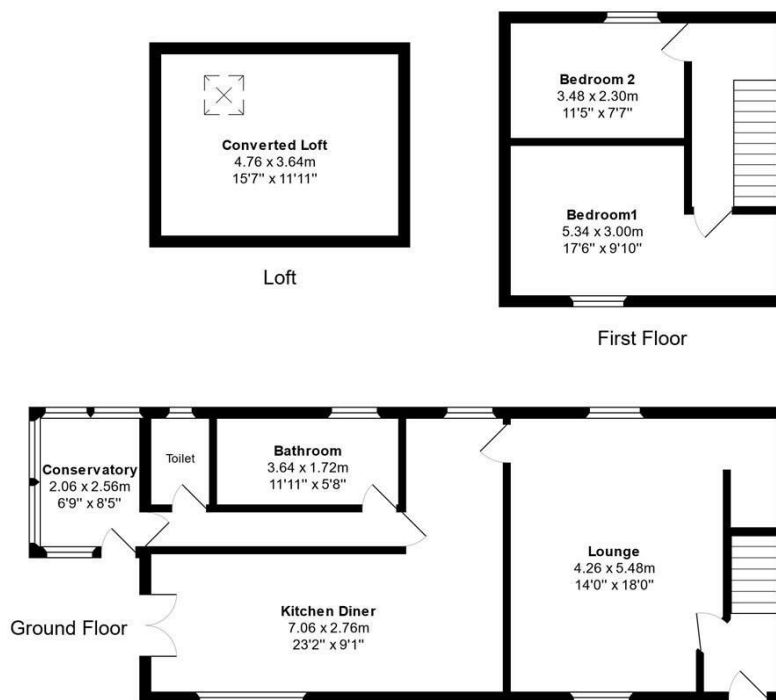 Converted Loft
4.76 x 3.64m
15'7" x 11'11"
Loft
Bedroom 2
3.48 x 2.30m
11'5" x 7'7"
Bedroom1
5.34 x 3.00m
17'6" x 9'10"
First Floor
Conservatory
2.06 x 2.56m
6'9" x 8'5"
Toilet
Bathroom
3.64 x 1.72m
11'11" x 5'8"
Lounge
4.26 x 5.48m
14'0" x 18'0"
Kitchen Diner
7.06 x 2.76m
23'2" x 9'1"
Ground Floor